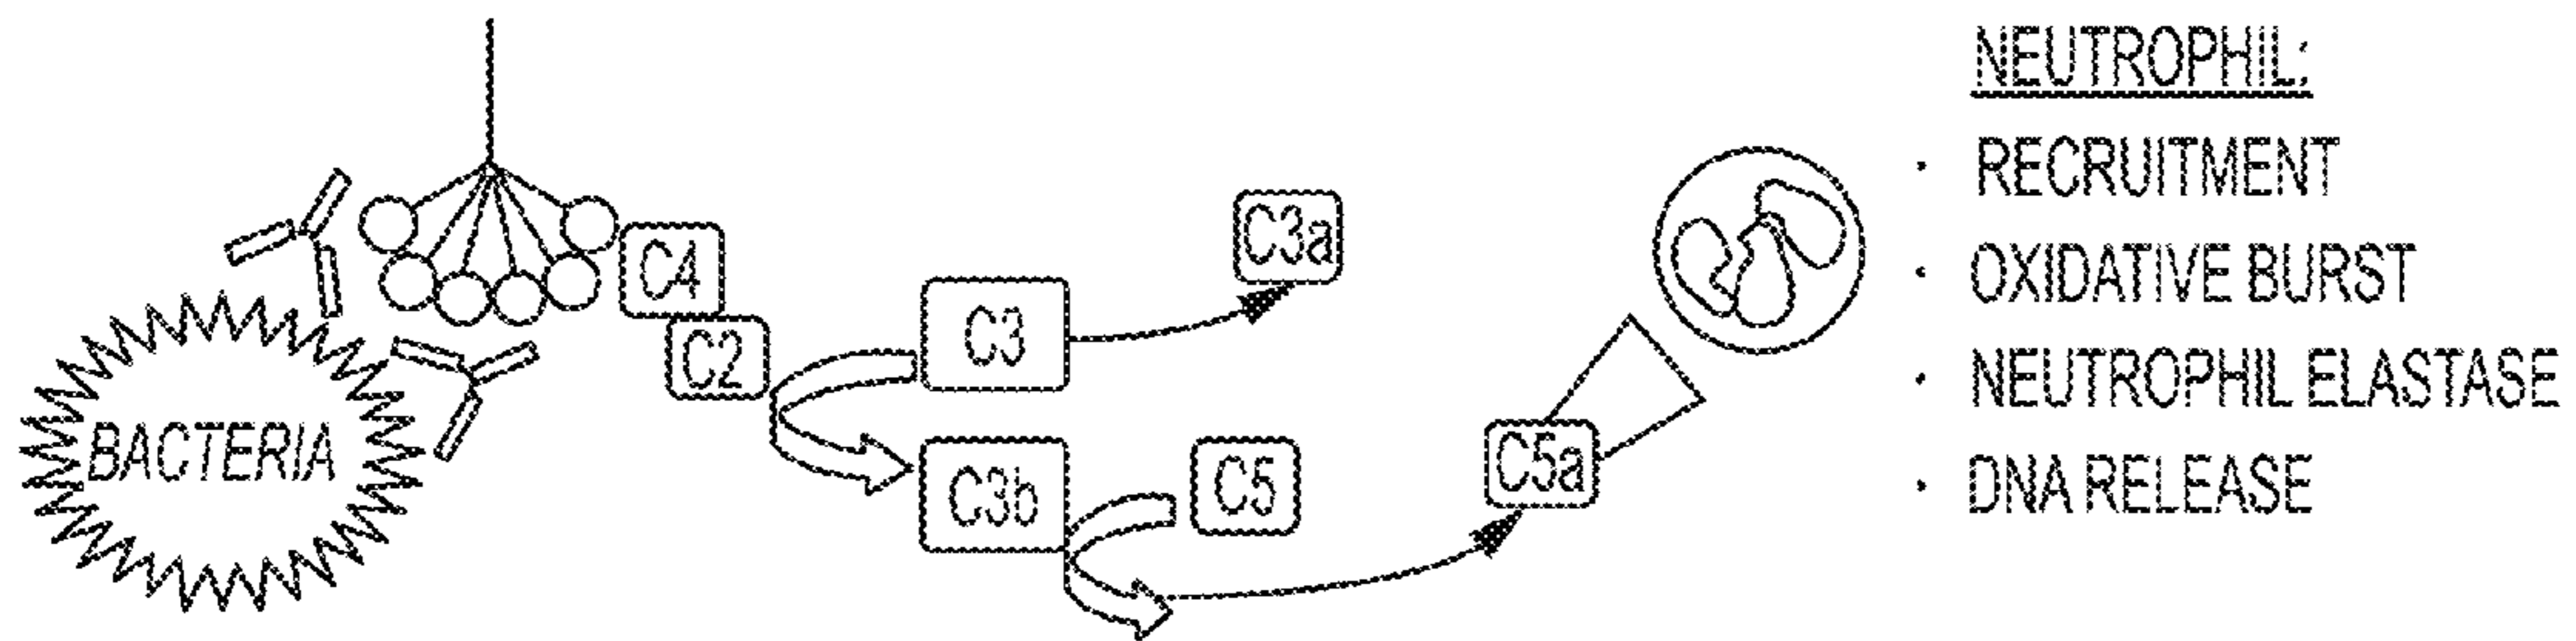 NEUTROPHIL:
· RECRUITMENT
· OXIDATIVE BURST
· NEUTROPHIL ELASTASE
· DNA RELEASE
C3a
C4
C3
C2
BACTERIA
C3b
C5
C5a